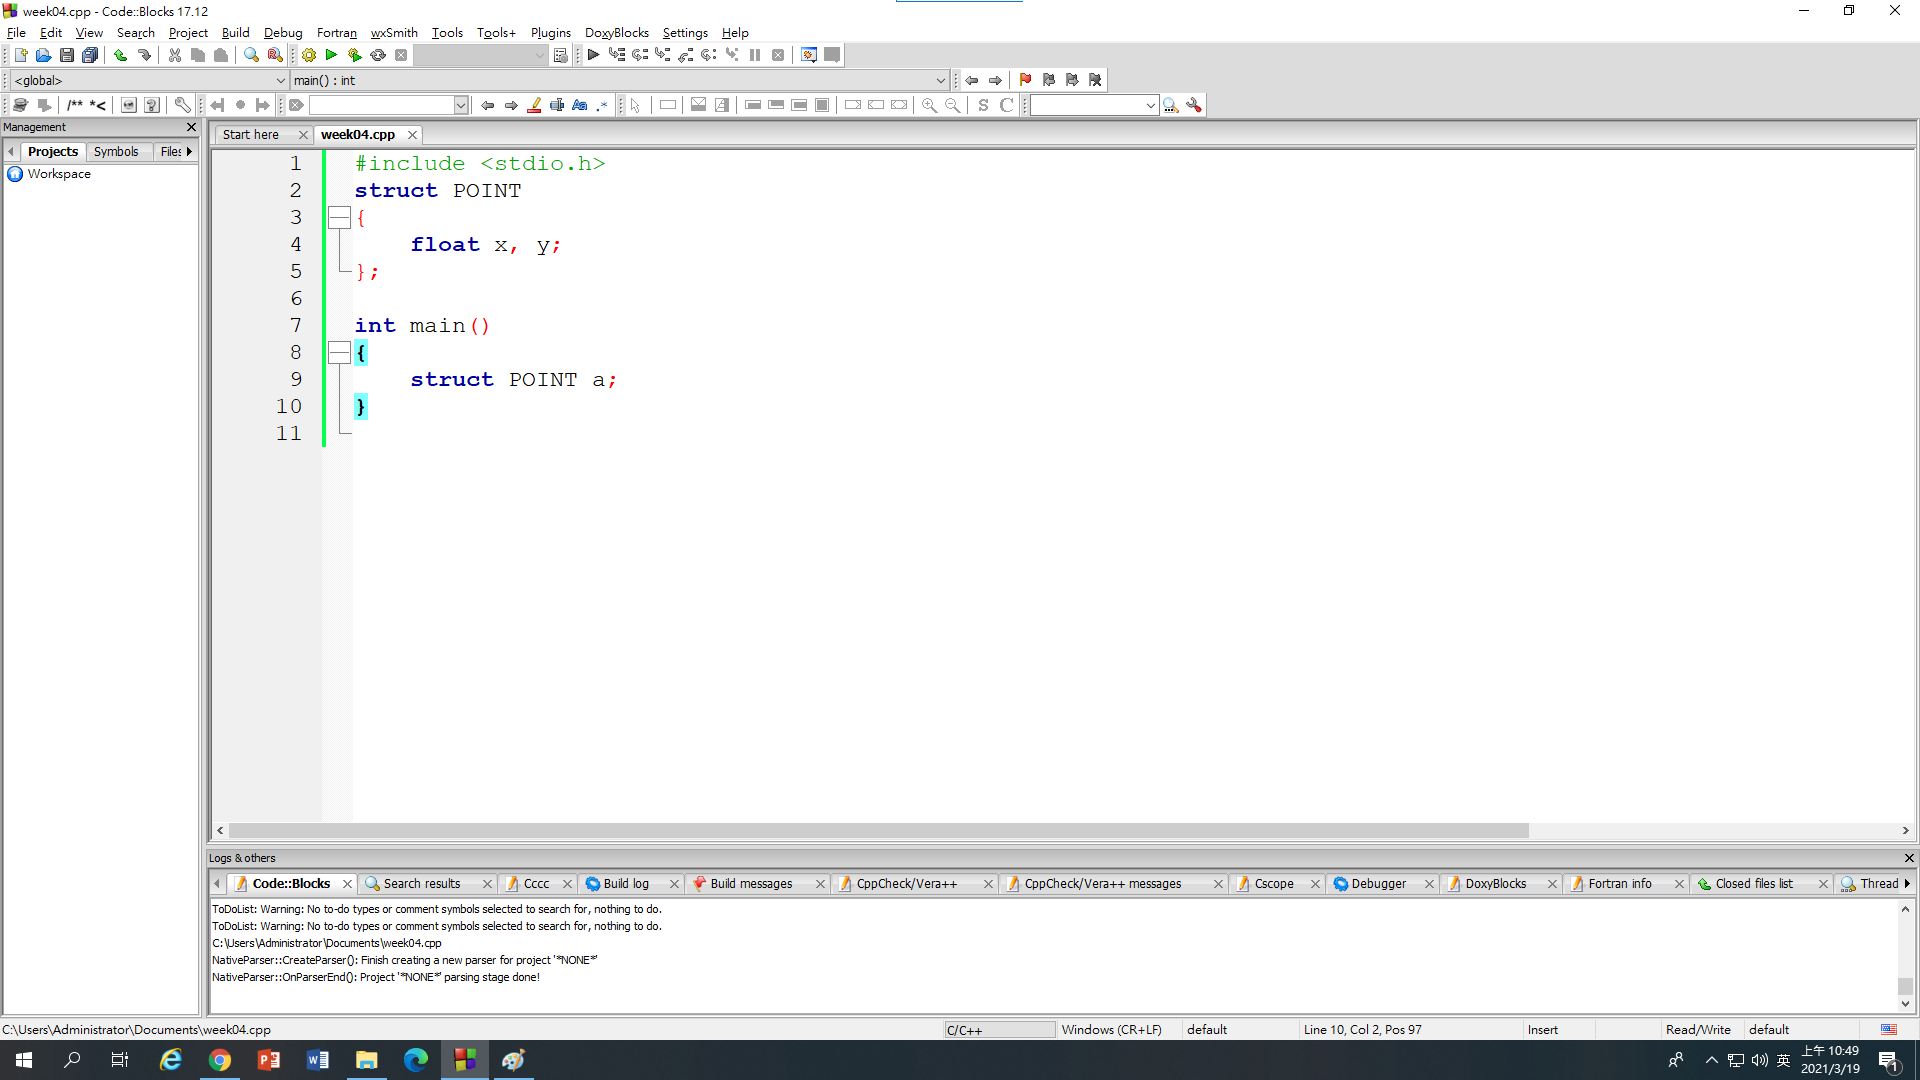 week04.cpp - Code::Blocks 17.12
File Edit View Search Project Build Debug Fortran wxSmith Tools Tools+ Plugins DoxyBlocks Settings Help
<global> main() : int
/** *< Aa .* S C
Management
Projects Symbols Files
Workspace
Start here week04.cpp
1 #include <stdio.h>
2 struct POINT
3 {
4 float x, y;
5 };
6
7 int main()
8 {
9 struct POINT a;
10 }
11
Logs & others
Code::Blocks Search results Cccc Build log Build messages CppCheck/Vera++ CppCheck/Vera++ messages Cscope Debugger DoxyBlocks Fortran info Closed files list Thread
ToDoList: Warning: No to-do types or comment symbols selected to search for, nothing to do.
ToDoList: Warning: No to-do types or comment symbols selected to search for, nothing to do.
C:\Users\Administrator\Documents\week04.cpp
NativeParser::CreateParser(): Finish creating a new parser for project '*NONE*'
NativeParser::OnParserEnd(): Project '*NONE*' parsing stage done!
C:\Users\Administrator\Documents\week04.cpp C/C++ Windows (CR+LF) default Line 10, Col 2, Pos 97 Insert Read/Write default
英 上午 10:49
2021/3/19 1